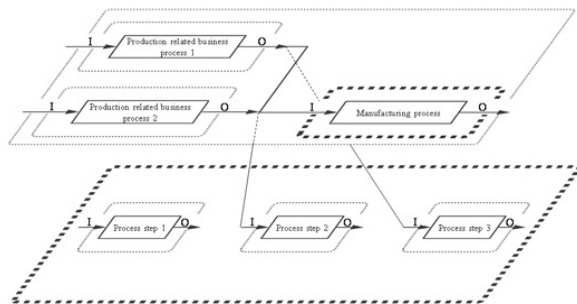 I
Production related business
process 1
O
I
Production related business
process 2
O
I
Manufacturing process
O
I
Process step 1
O
I
Process step 2
O
I
Process step 3
O